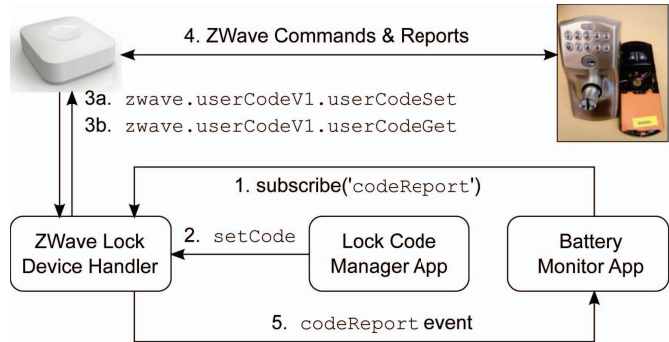 4. ZWave Commands & Reports
3a. zwave.userCodeV1.userCodeSet
3b. zwave.userCodeV1.userCodeGet
1. subscribe('codeReport')
ZWave Lock
Device Handler
2. setCode
Lock Code
Manager App
Battery
Monitor App
5. codeReport event